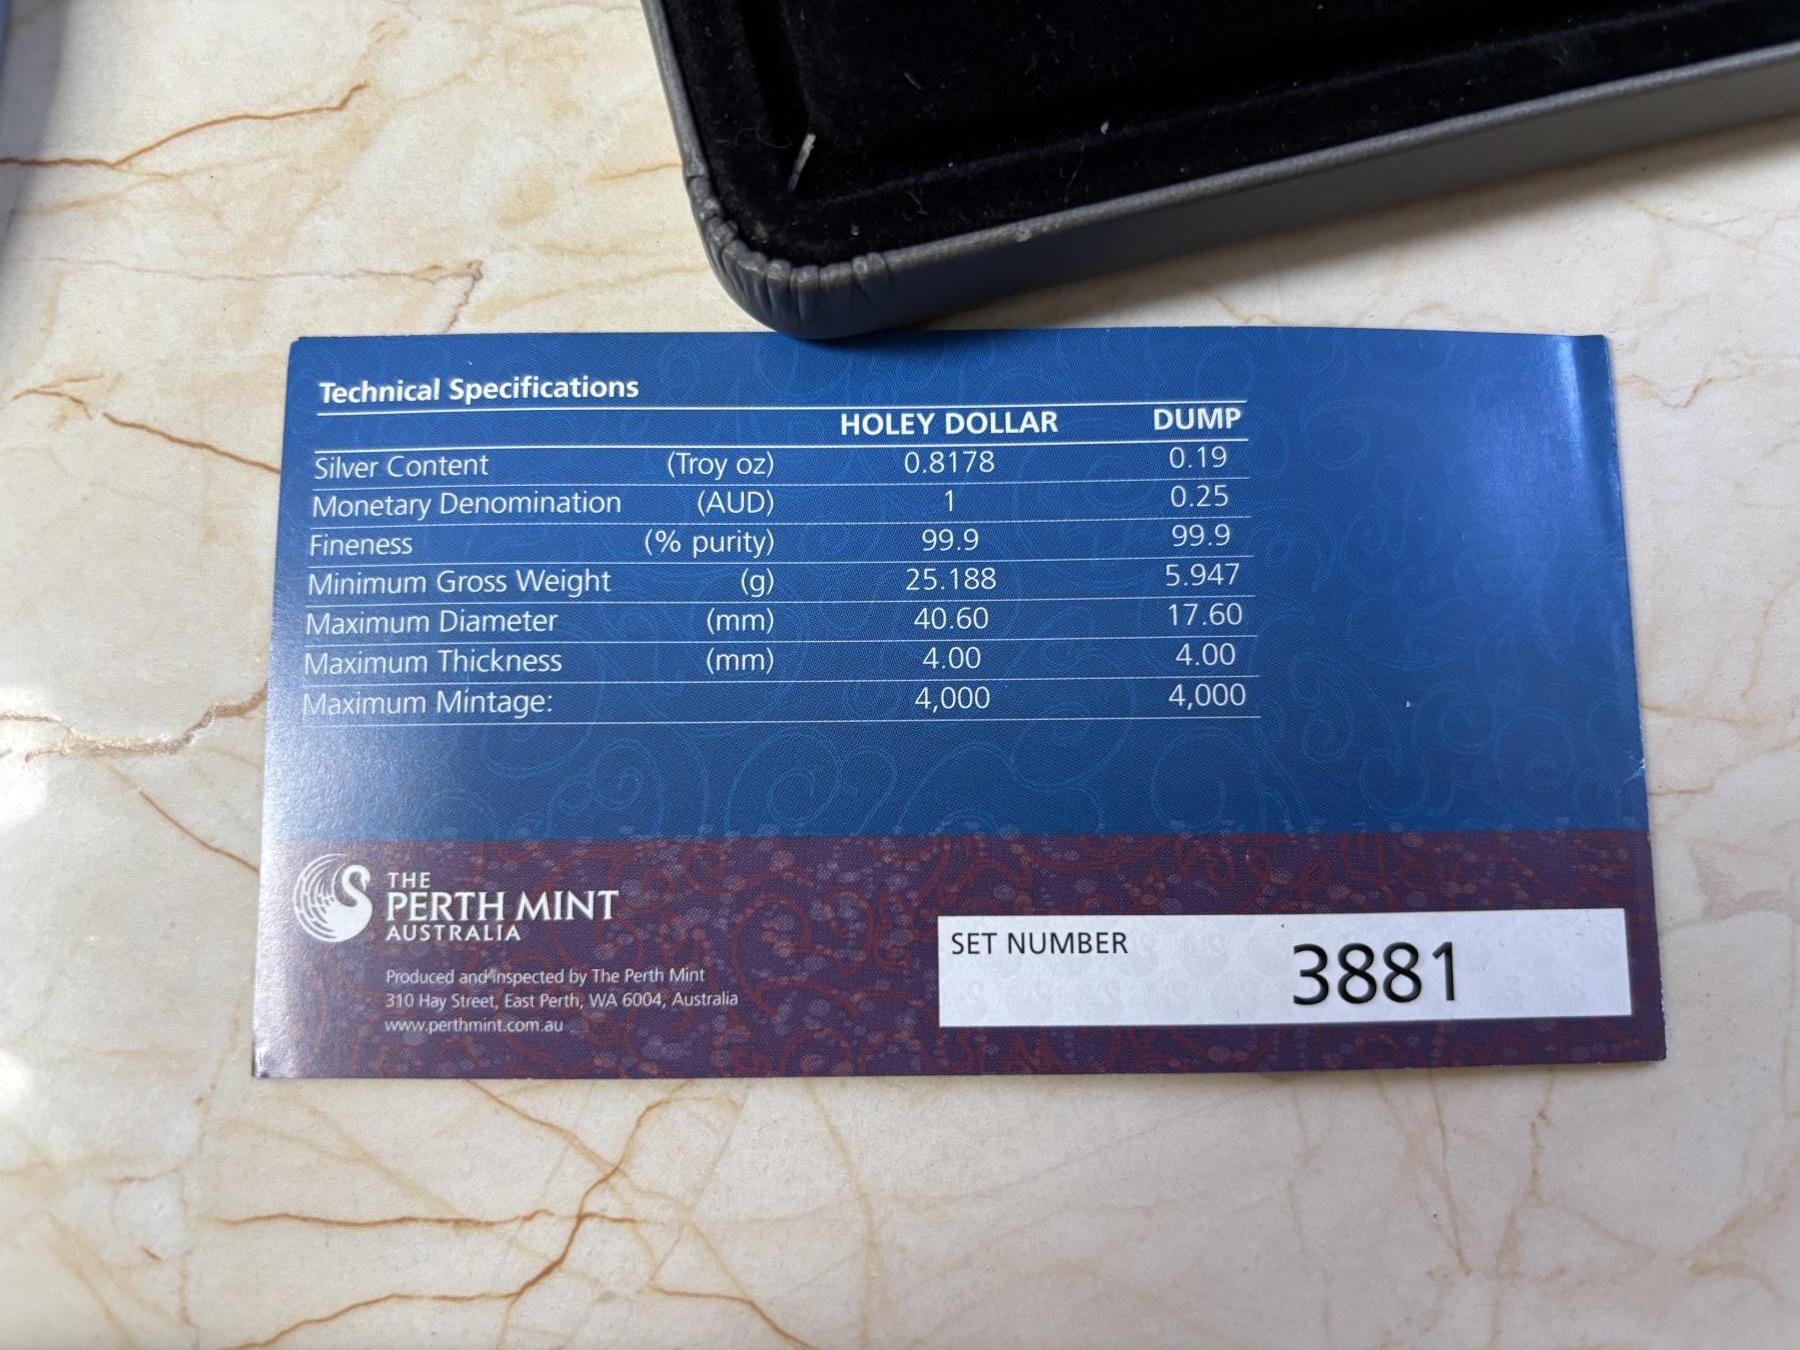 Technical Specifications
HOLEY DOLLAR DUMP
Silver Content (Troy oz) 0.8178 0.19
Monetary Denomination (AUD) 1 0.25
Fineness (% purity) 99.9 99.9
Minimum Gross Weight (g) 25.188 5.947
Maximum Diameter (mm) 40.60 17.60
Maximum Thickness (mm) 4.00 4.00
Maximum Mintage: 4,000 4,000
THE
PERTH MINT
AUSTRALIA
Produced and inspected by The Perth Mint
310 Hay Street, East Perth, WA 6004, Australia
www.perthmint.com.au
SET NUMBER 3881